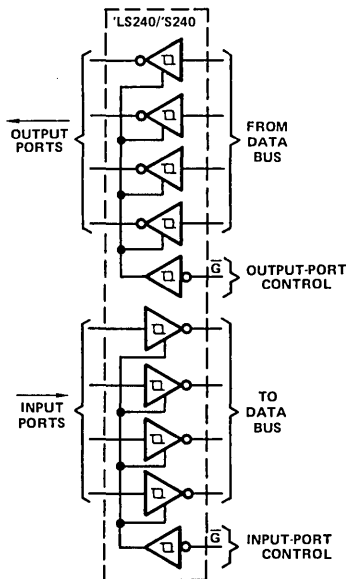 'LS240/'S240
OUTPUT
PORTS
FROM
DATA
BUS
G̅
OUTPUT-PORT
CONTROL
INPUT
PORTS
TO
DATA
BUS
G̅
INPUT-PORT
CONTROL